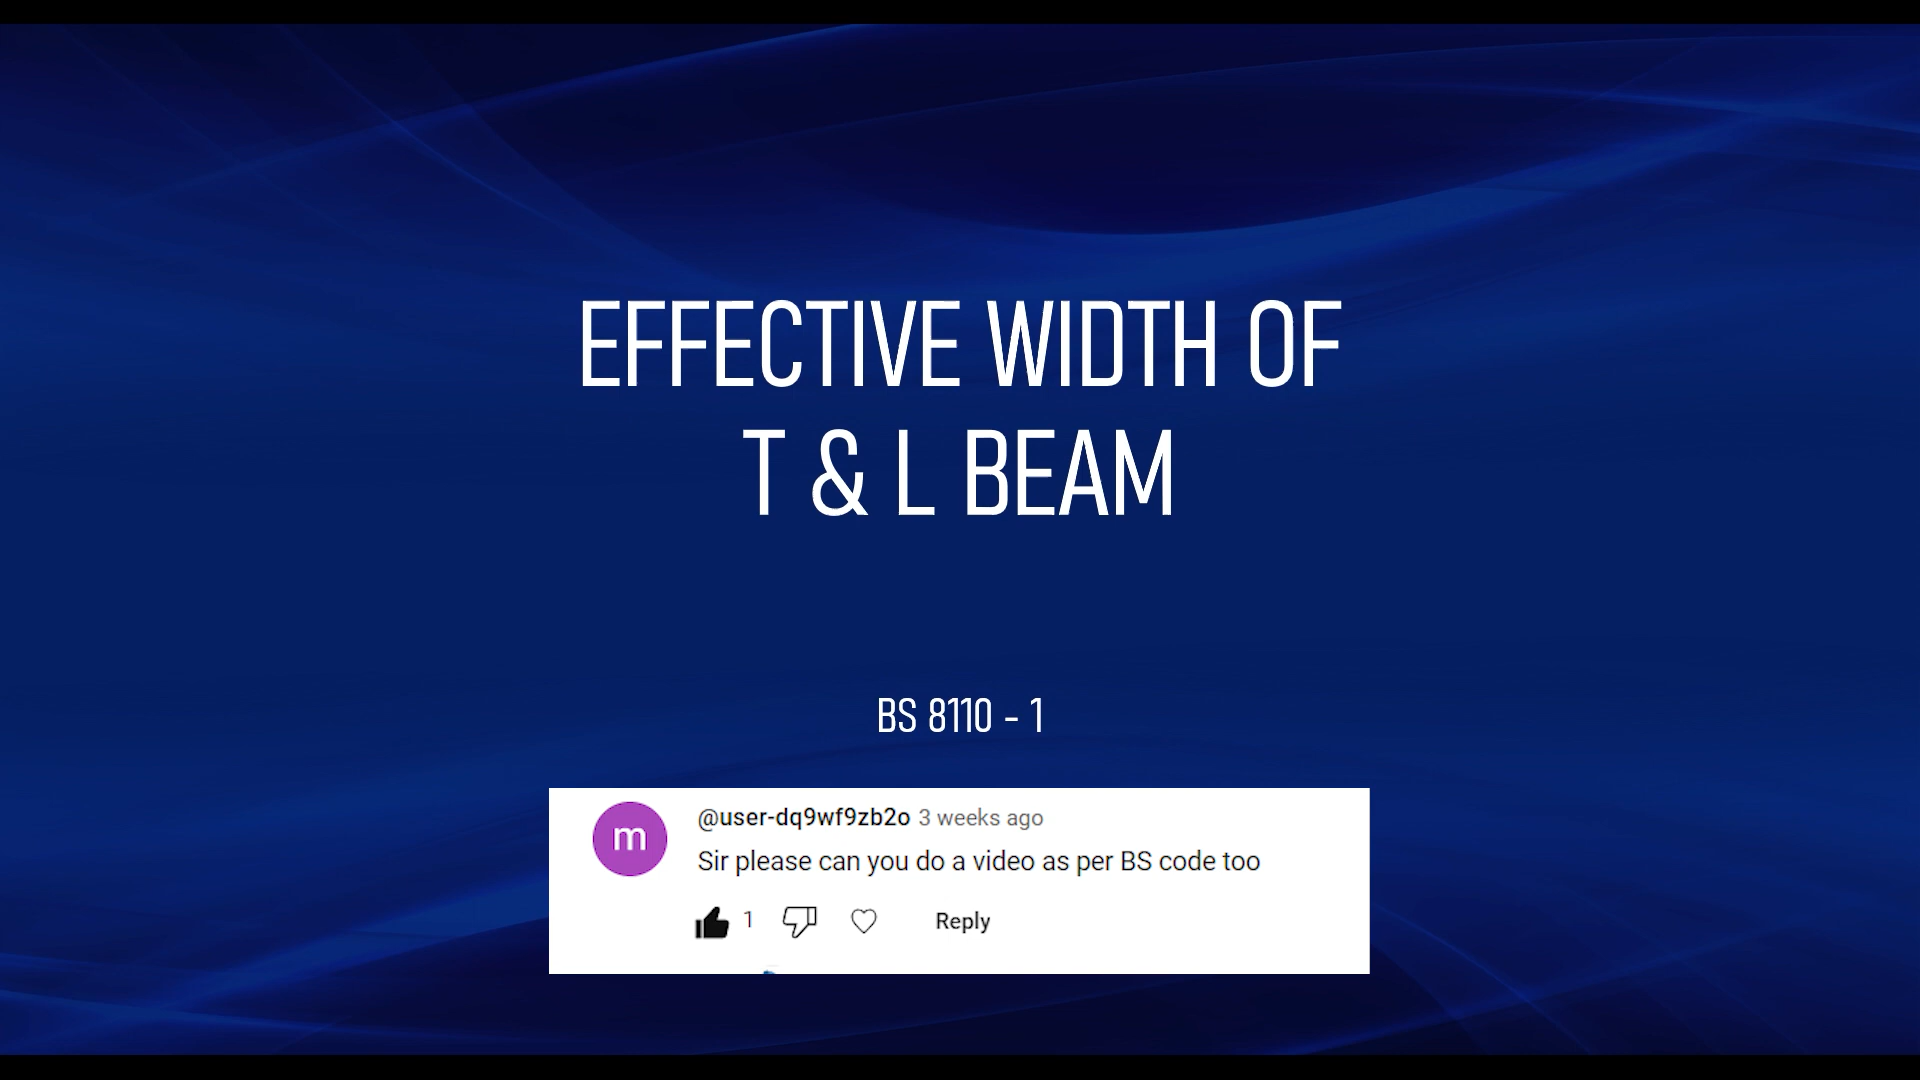 EFFECTIVE WIDTH OF
T & L BEAM
BS 8110 - 1
m
@user-dq9wf9zb2o 3 weeks ago
Sir please can you do a video as per BS code too
1 Reply